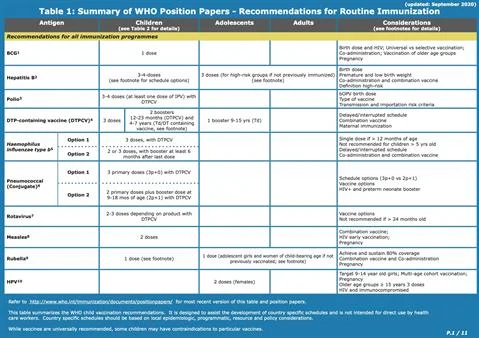 (updated: September 2020)
Table 1: Summary of WHO Position Papers - Recommendations for Routine Immunization
Antigen
Children
(see Table 2 for details)
Adolescents
Adults
Considerations
(see footnotes for details)
Recommendations for all immunization programmes
BCG¹
1 dose
Birth dose and HIV; Universal vs selective vaccination;
Co-administration; Vaccination of older age groups
Pregnancy
Hepatitis B²
3-4 doses
(see footnote for schedule options)
3 doses (for high-risk groups if not previously immunized)
(see footnote)
Birth dose
Premature and low birth weight
Co-administration and combination vaccine
Definition high-risk
Polio³
3-4 doses (at least one dose of IPV) with
DTPCV
bOPV birth dose
Type of vaccine
Transmission and importation risk criteria
DTP-containing vaccine (DTPCV)⁴
3 doses
2 boosters
12-23 months (DTPCV) and
4-7 years (Td/DT containing
vaccine, see footnote)
1 booster 9-15 yrs (Td)
Delayed/interrupted schedule
Combination vaccine
Maternal immunization
Haemophilus
influenzae type b⁵
Option 1
3 doses, with DTPCV
Option 2
2 or 3 doses, with booster at least 6
months after last dose
Single dose if > 12 months of age
Not recommended for children > 5 yrs old
Delayed/interrupted schedule
Co-administration and combination vaccine
Pneumococcal
(Conjugate)⁶
Option 1
3 primary doses (3p+0) with DTPCV
Option 2
2 primary doses plus booster dose at
9-18 mos of age (2p+1) with DTPCV
Schedule options (3p+0 vs 2p+1)
Vaccine options
HIV+ and preterm neonate booster
Rotavirus⁷
2-3 doses depending on product with
DTPCV
Vaccine options
Not recommended if > 24 months old
Measles⁸
2 doses
Combination vaccine;
HIV early vaccination;
Pregnancy
Rubella⁹
1 dose (see footnote)
1 dose (adolescent girls and women of child-bearing age if not
previously vaccinated; see footnote)
Achieve and sustain 80% coverage
Combination vaccine and Co-administration
Pregnancy
HPV¹⁰
2 doses (females)
Target 9-14 year old girls; Multi-age cohort vaccination;
Pregnancy
Older age groups ≥ 15 years 3 doses
HIV and immunocompromised
Refer to http://www.who.int/immunization/documents/positionpapers/ for most recent version of this table and position papers.
This table summarizes the WHO child vaccination recommendations. It is designed to assist the development of country specific schedules and is not intended for direct use by health
care workers. Country specific schedules should be based on local epidemiologic, programmatic, resource and policy considerations.
While vaccines are universally recommended, some children may have contraindications to particular vaccines.
P.1 / 11